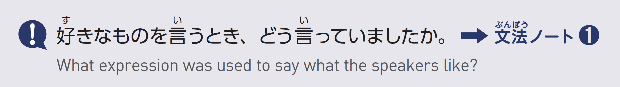 ! 好きなものを言うとき、どう言っていましたか。 ➡ 文法ノート 1
What expression was used to say what the speakers like?